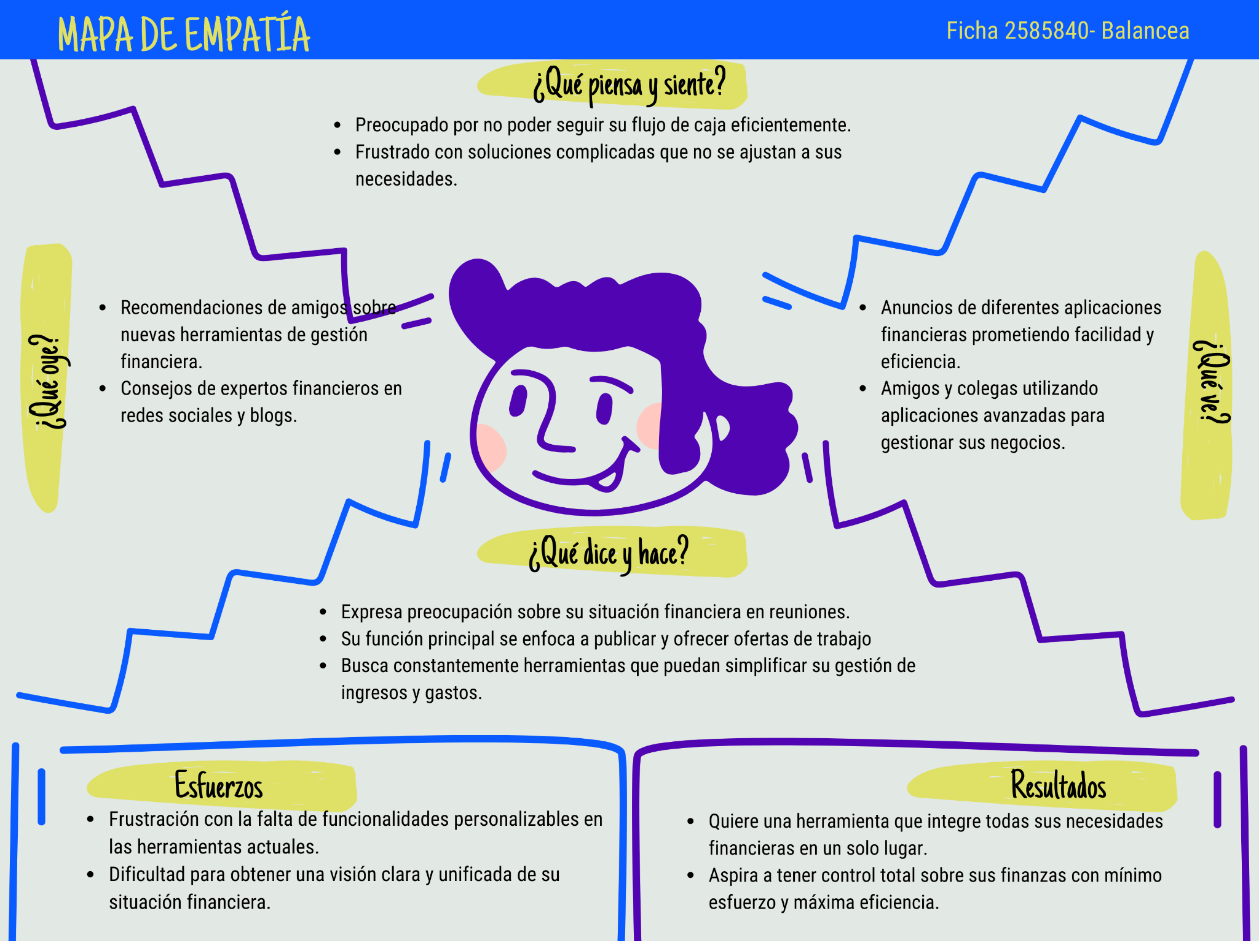 MAPA DE EMPATÍA
Ficha 2585840- Balancea
¿Qué piensa y siente?
• Preocupado por no poder seguir su flujo de caja eficientemente.
• Frustrado con soluciones complicadas que no se ajustan a sus
necesidades.
¿Qué oye?
• Recomendaciones de amigos sobre
nuevas herramientas de gestión
financiera.
• Consejos de expertos financieros en
redes sociales y blogs.
• Anuncios de diferentes aplicaciones
financieras prometiendo facilidad y
eficiencia.
• Amigos y colegas utilizando
aplicaciones avanzadas para
gestionar sus negocios.
¿Qué ve?
¿Qué dice y hace?
• Expresa preocupación sobre su situación financiera en reuniones.
• Su función principal se enfoca a publicar y ofrecer ofertas de trabajo
• Busca constantemente herramientas que puedan simplificar su gestión de
ingresos y gastos.
Esfuerzos
• Frustración con la falta de funcionalidades personalizables en
las herramientas actuales.
• Dificultad para obtener una visión clara y unificada de su
situación financiera.
Resultados
• Quiere una herramienta que integre todas sus necesidades
financieras en un solo lugar.
• Aspira a tener control total sobre sus finanzas con mínimo
esfuerzo y máxima eficiencia.